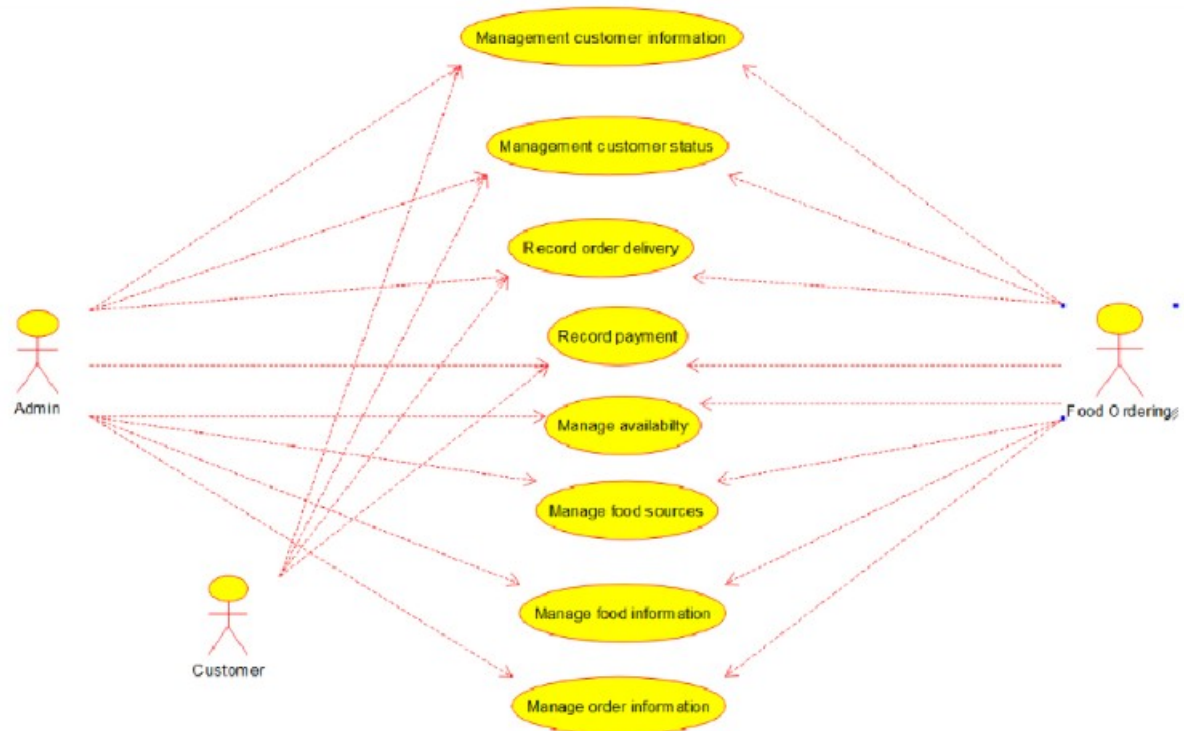 Management customer information
Management customer status
Record order delivery
Record payment
Admin
Food Ordering
Manage availabilty
Manage food sources
Manage food information
Customer
Manage order information